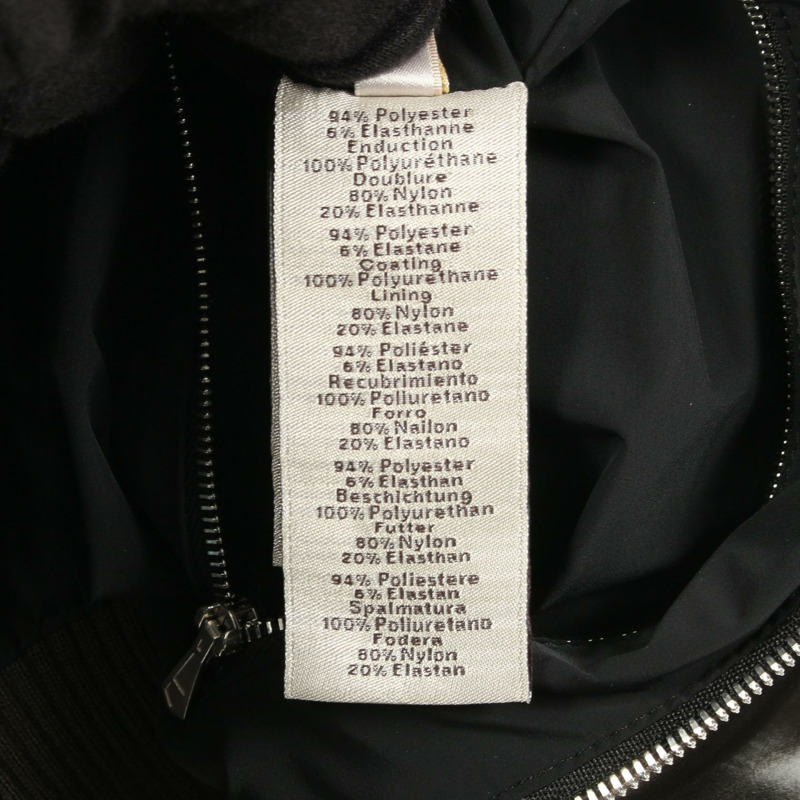 94% Polyester
6% Elasthanne
Enduction
100% Polyuréthane
Doublure
80% Nylon
20% Elasthanne
94% Polyester
6% Elastane
Coating
100% Polyurethane
Lining
80% Nylon
20% Elastane
94% Poliéster
6% Elastano
Recubrimiento
100% Poliuretano
Forro
80% Nailon
20% Elastano
94% Polyester
6% Elasthan
Beschichtung
100% Polyurethan
Futter
80% Nylon
20% Elasthan
94% Poliestere
6% Elastan
Spalmatura
100% Poliuretano
Fodera
80% Nylon
20% Elastan